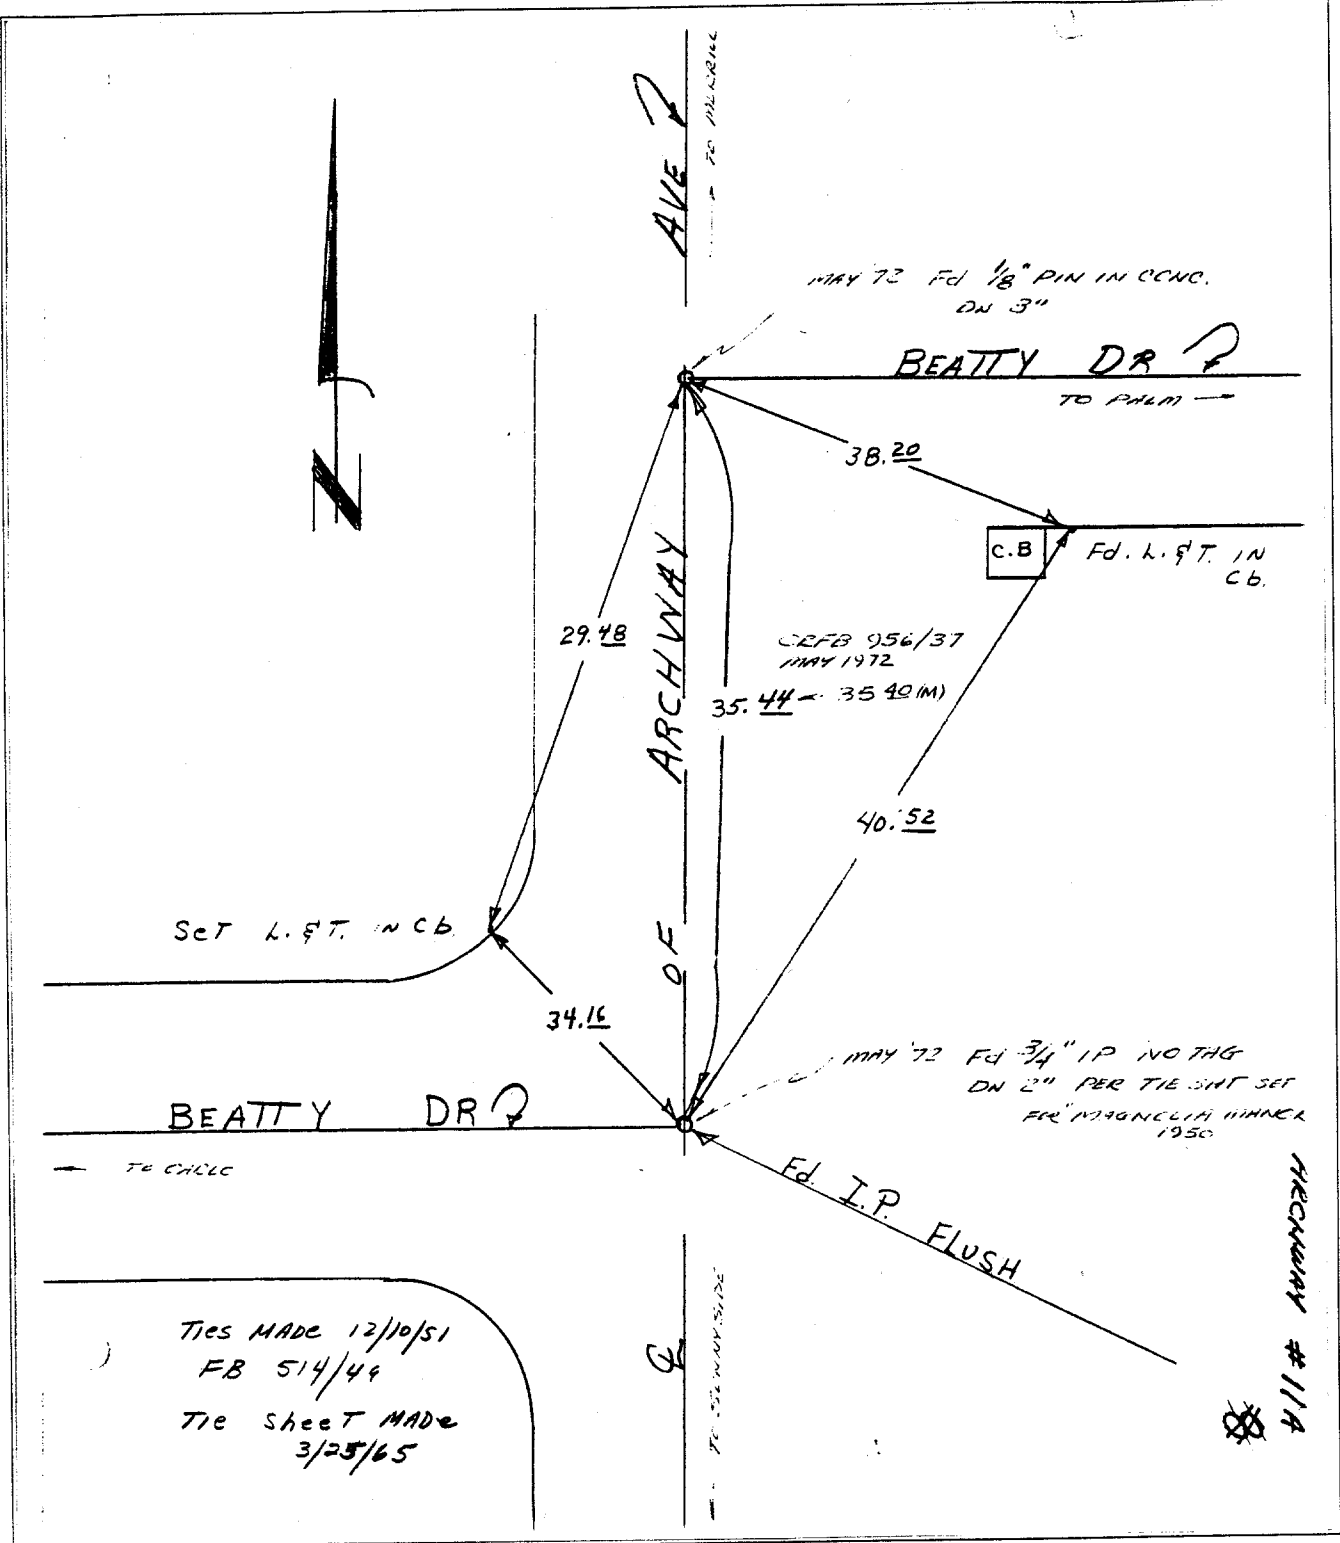 AVE
TO MERRILL
N
MAY '72 Fd 1/8" PIN IN CONC.
DN 3"
BEATTY DR
TO PALM
38.20
C.B
Fd. L. & T. IN
Cb.
29.48
ARCHWAY
CRFB 956/37
MAY 1972
35.44 35 40 (M)
40.52
SeT L. & T. IN Cb.
OF
34.16
MAY '72 Fd 3/4" IP NO TAG
DN 2" PER TIE SHT SET
FOR MAGNOLIA MANOR
1950
BEATTY DR
TO
Fd. I.P. FLUSH
ARCHWAY #11A
Ties MADe 12/10/51
FB 514/49
Tie SheeT MADe
3/25/65
℄
TO SUNNYSIDE